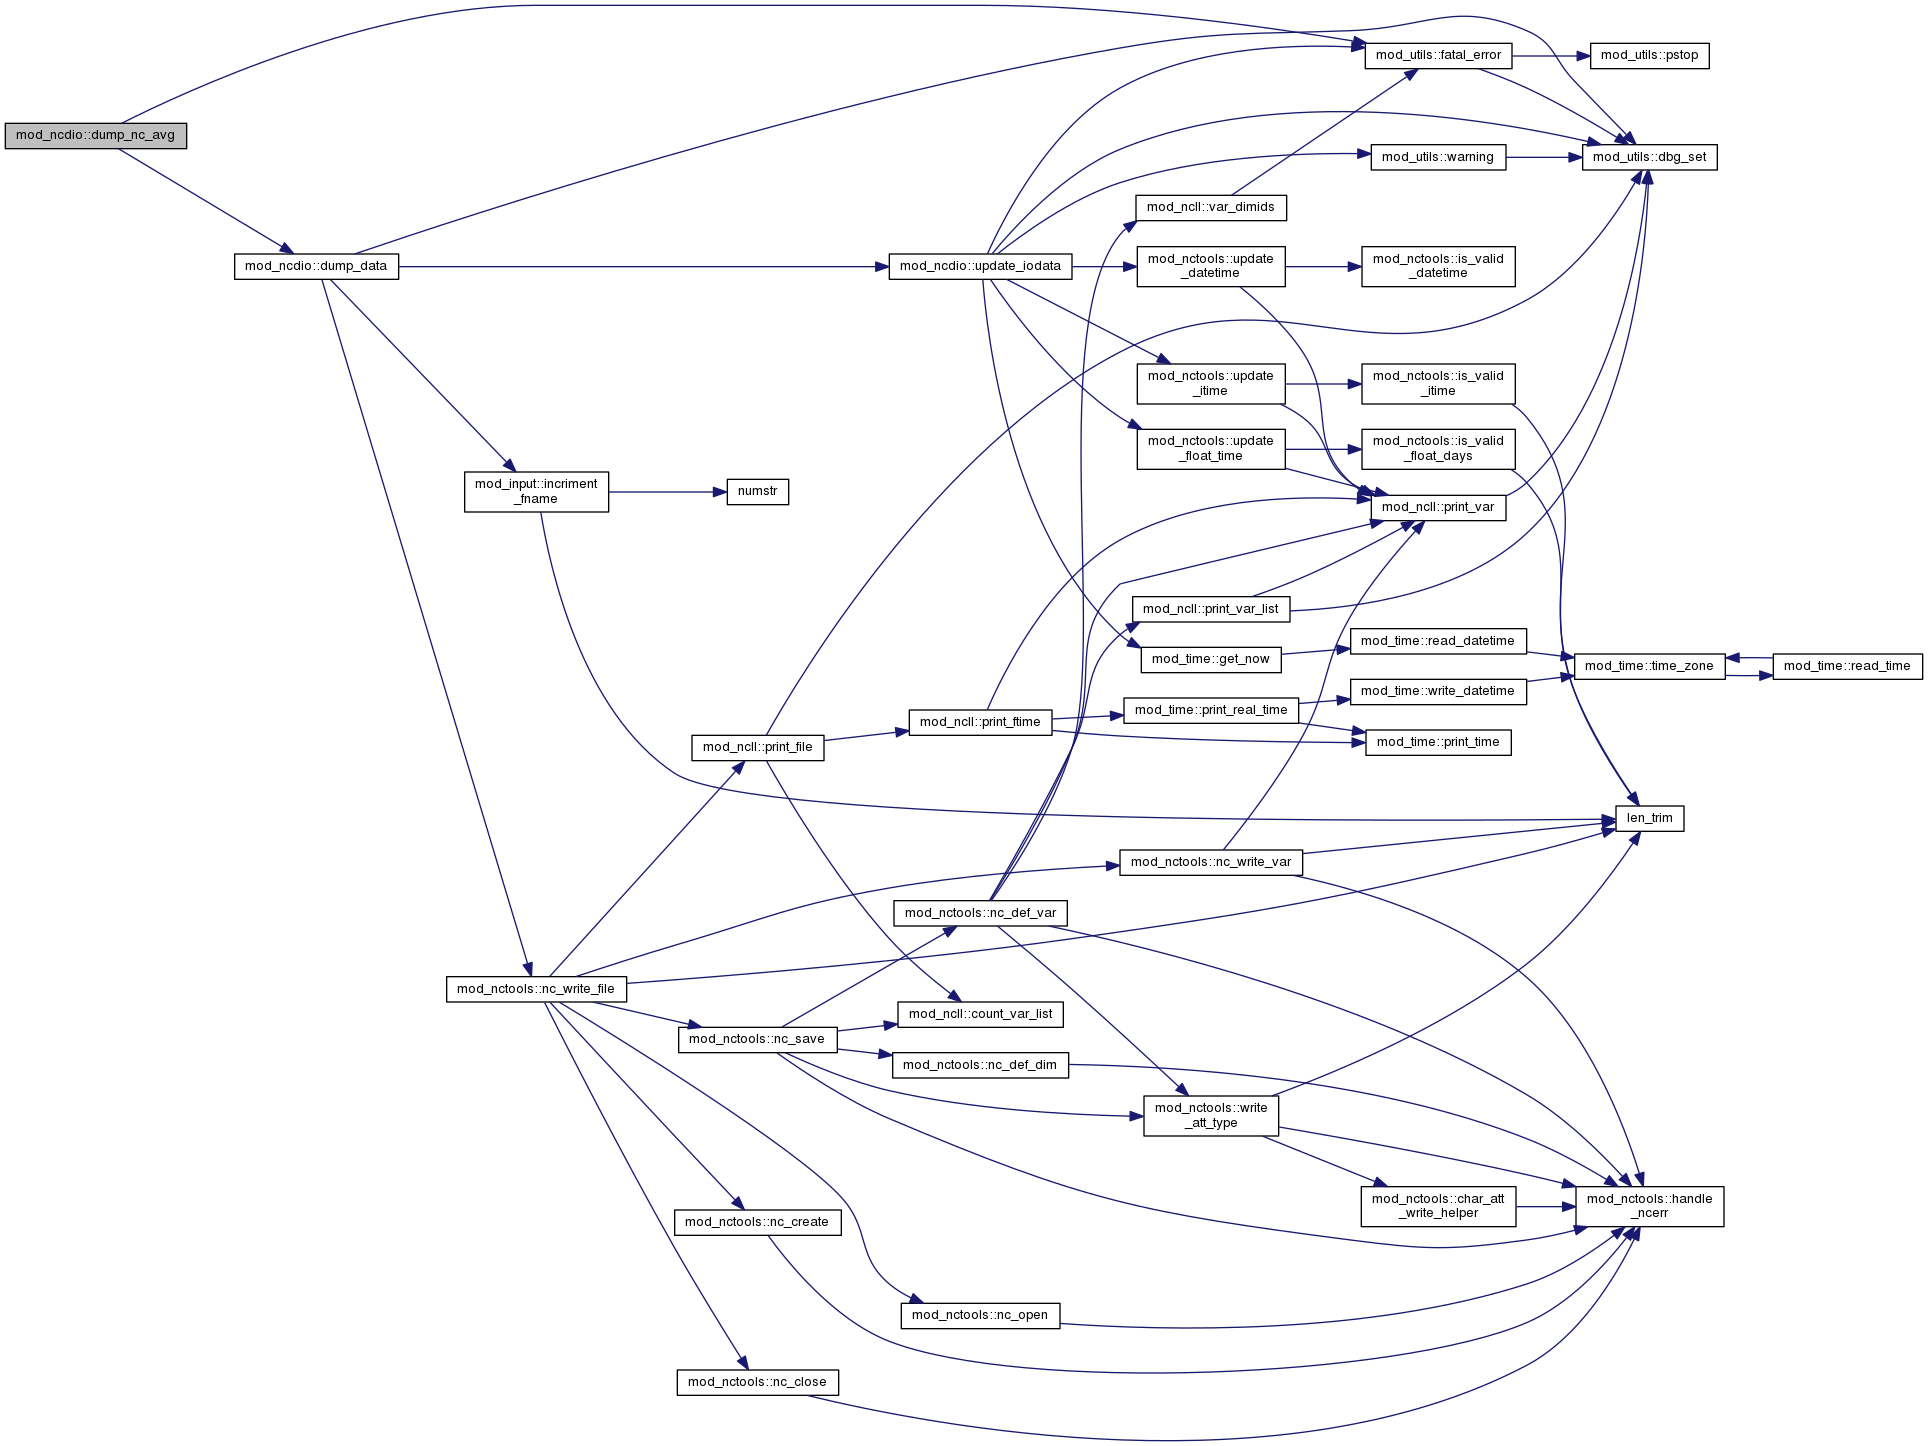 mod_ncdio::dump_nc_avg
mod_ncdio::dump_data
mod_input::incriment
_fname
mod_nctools::nc_write_file
numstr
mod_ncll::print_file
mod_nctools::nc_save
mod_nctools::nc_create
mod_nctools::nc_close
mod_ncdio::update_iodata
mod_ncll::print_ftime
mod_nctools::nc_def_var
mod_ncll::count_var_list
mod_nctools::nc_def_dim
mod_nctools::nc_open
mod_ncll::var_dimids
mod_nctools::update
_datetime
mod_nctools::update
_itime
mod_nctools::update
_float_time
mod_ncll::print_var_list
mod_time::get_now
mod_time::print_real_time
mod_nctools::nc_write_var
mod_nctools::write
_att_type
mod_utils::fatal_error
mod_utils::warning
mod_nctools::is_valid
_datetime
mod_nctools::is_valid
_itime
mod_nctools::is_valid
_float_days
mod_ncll::print_var
mod_time::read_datetime
mod_time::write_datetime
mod_time::print_time
mod_nctools::char_att
_write_helper
mod_utils::pstop
mod_utils::dbg_set
mod_time::time_zone
len_trim
mod_nctools::handle
_ncerr
mod_time::read_time